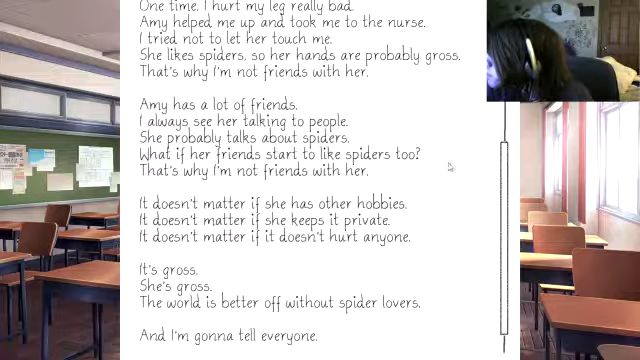 One time, I hurt my leg really bad.
Amy helped me up and took me to the nurse.
I tried not to let her touch me.
She likes spiders, so her hands are probably gross.
That's why I'm not friends with her.
Amy has a lot of friends.
I always see her talking to people.
She probably talks about spiders.
What if her friends start to like spiders too?
That's why I'm not friends with her.
It doesn't matter if she has other hobbies.
It doesn't matter if she keeps it private.
It doesn't matter if it doesn't hurt anyone.
It's gross.
She's gross.
The world is better off without spider lovers.
And I'm gonna tell everyone.